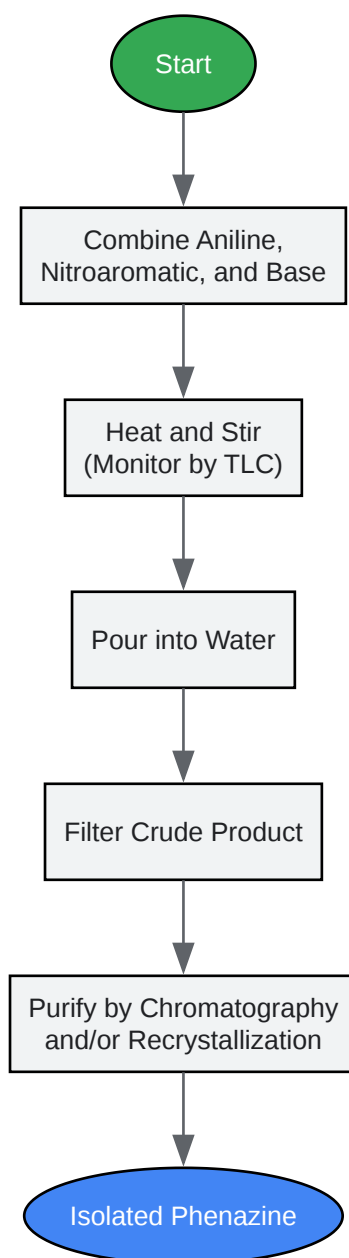 Start
Combine Aniline,
Nitroaromatic, and Base
Heat and Stir
(Monitor by TLC)
Pour into Water
Filter Crude Product
Purify by Chromatography
and/or Recrystallization
Isolated Phenazine